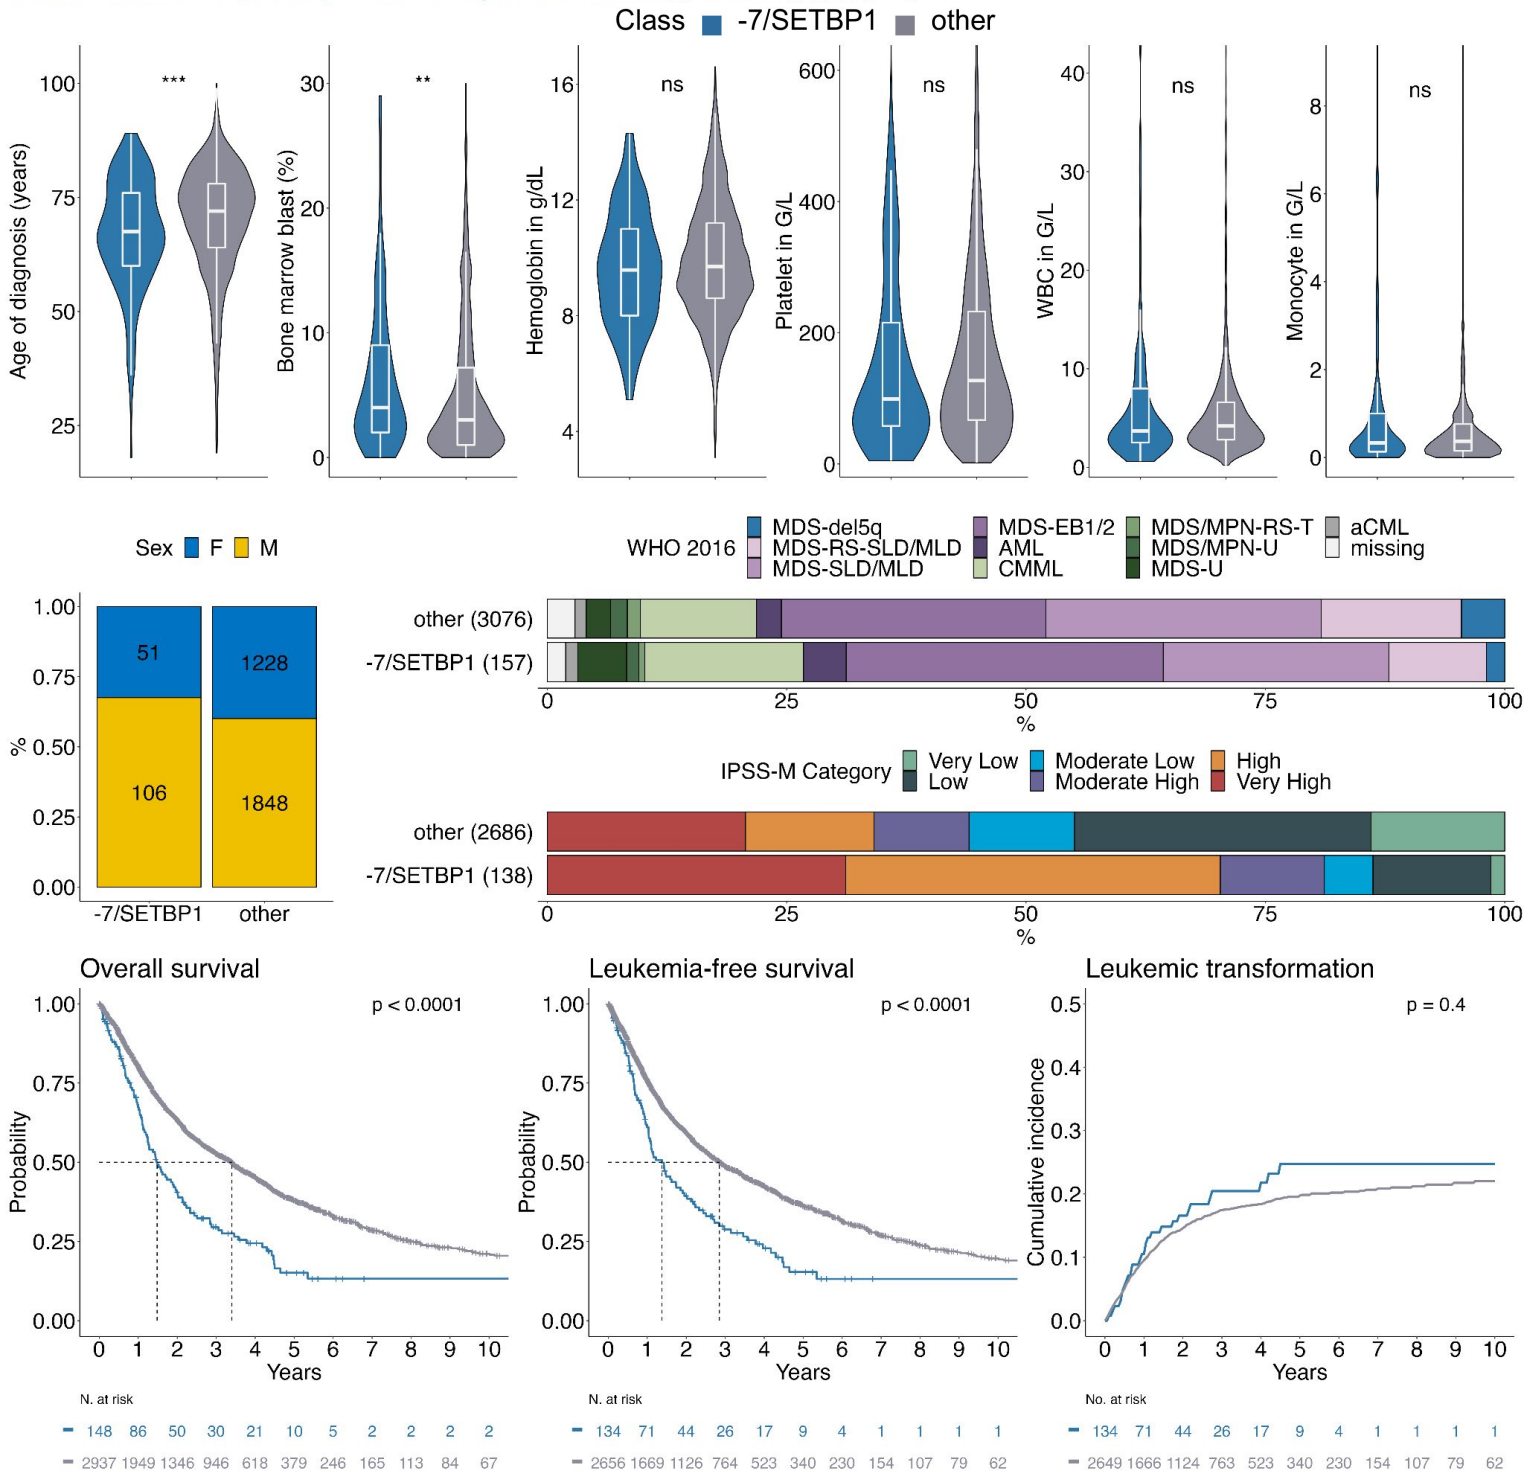 Class -7/SETBP1 other
Age of diagnosis (years)
100
75
50
25
***
Bone marrow blast (%)
30
20
10
0
**
Hemoglobin in g/dL
16
12
8
4
ns
Platelet in G/L
600
400
200
0
ns
WBC in G/L
40
30
20
10
0
ns
Monocyte in G/L
8
6
4
2
0
ns
Sex F M
%
1.00
0.75
0.50
0.25
0.00
51
106
1228
1848
-7/SETBP1 other
WHO 2016
MDS-del5q
MDS-RS-SLD/MLD
MDS-SLD/MLD
MDS-EB1/2
AML
CMML
MDS/MPN-RS-T
MDS/MPN-U
MDS-U
aCML
missing
other (3076)
-7/SETBP1 (157)
0 25 50 75 100
%
IPSS-M Category
Very Low
Low
Moderate Low
Moderate High
High
Very High
other (2686)
-7/SETBP1 (138)
0 25 50 75 100
%
Overall survival
p < 0.0001
Probability
1.00
0.75
0.50
0.25
0.00
0 1 2 3 4 5 6 7 8 9 10
Years
N. at risk
148 86 50 30 21 10 5 2 2 2 2
2937 1949 1346 946 618 379 246 165 113 84 67
Leukemia-free survival
p < 0.0001
Probability
1.00
0.75
0.50
0.25
0.00
0 1 2 3 4 5 6 7 8 9 10
Years
N. at risk
134 71 44 26 17 9 4 1 1 1 1
2656 1669 1126 764 523 340 230 154 107 79 62
Leukemic transformation
p = 0.4
Cumulative incidence
0.5
0.4
0.3
0.2
0.1
0.0
0 1 2 3 4 5 6 7 8 9 10
Years
No. at risk
134 71 44 26 17 9 4 1 1 1 1
2649 1666 1124 763 523 340 230 154 107 79 62